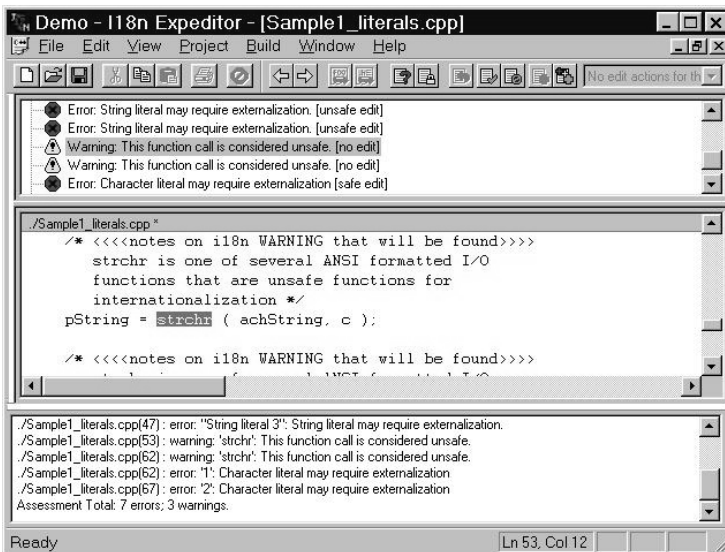 Demo - I18n Expeditor - [Sample1_literals.cpp]
File Edit View Project Build Window Help
No edit actions for th
Error: String literal may require externalization. [unsafe edit]
Error: String literal may require externalization. [unsafe edit]
Warning: This function call is considered unsafe. [no edit]
Warning: This function call is considered unsafe. [no edit]
Error: Character literal may require externalization [safe edit]
./Sample1_literals.cpp *
/* <<<<notes on i18n WARNING that will be found>>>>
strchr is one of several ANSI formatted I/O
functions that are unsafe functions for
internationalization */
pString = strchr ( achString, c );
/* <<<<notes on i18n WARNING that will be found>>>>
./Sample1_literals.cpp(47) : error: "String literal 3": String literal may require externalization.
./Sample1_literals.cpp(53) : warning: 'strchr': This function call is considered unsafe.
./Sample1_literals.cpp(62) : warning: 'strchr': This function call is considered unsafe.
./Sample1_literals.cpp(62) : error: '1': Character literal may require externalization
./Sample1_literals.cpp(67) : error: '2': Character literal may require externalization
Assessment Total: 7 errors; 3 warnings.
Ready Ln 53, Col 12